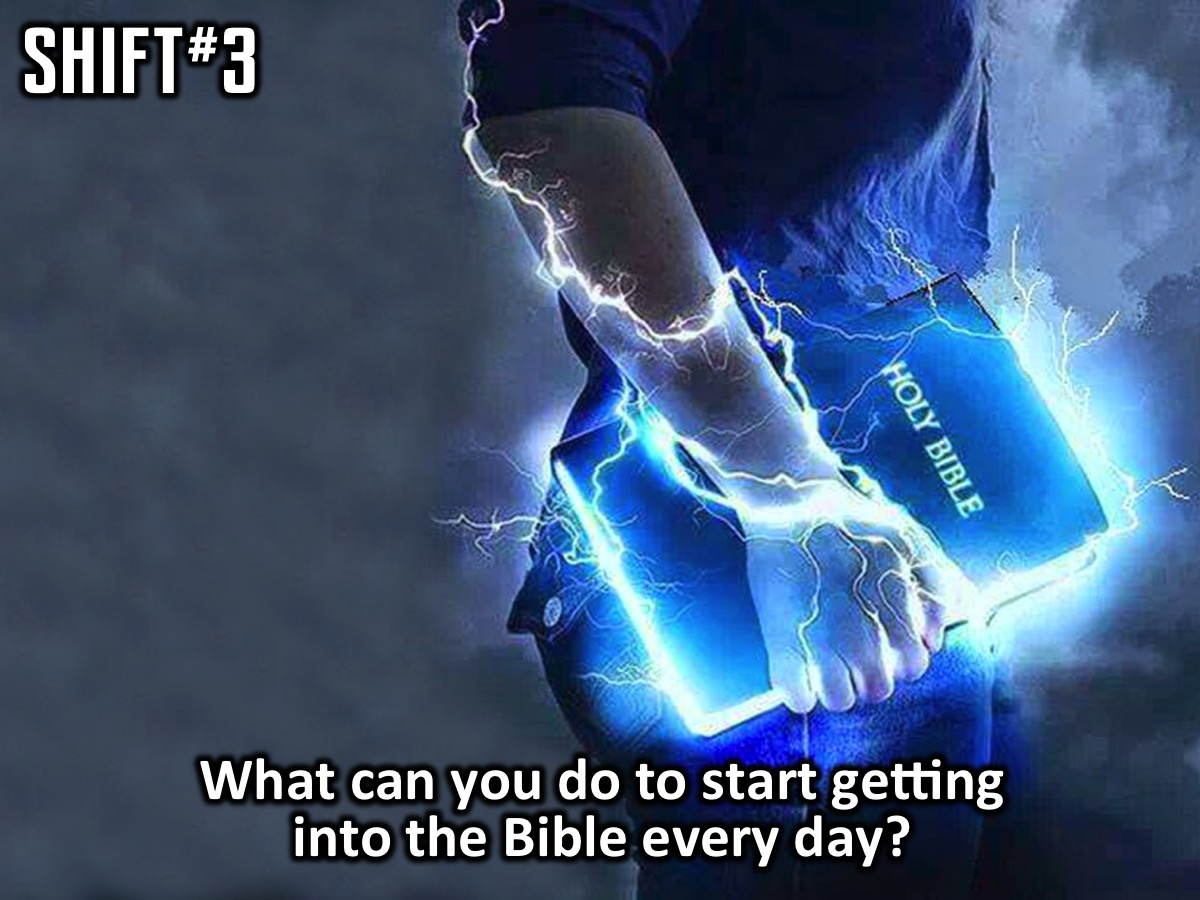 SHIFT#3
HOLY BIBLE
What can you do to start getting
into the Bible every day?